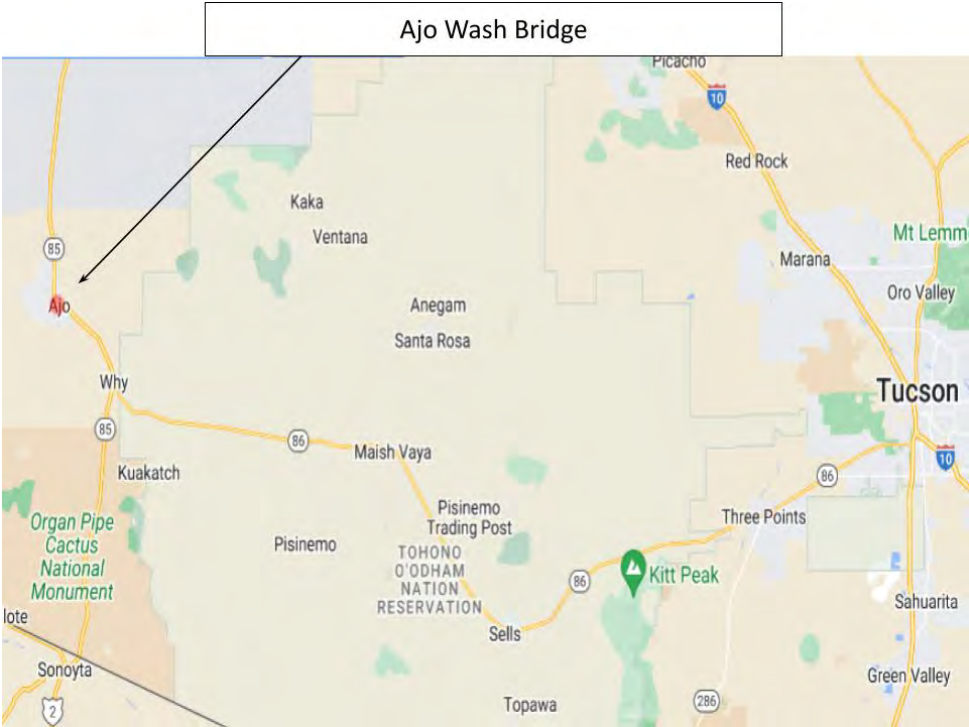 Ajo Wash Bridge
Picacho
10
Red Rock
Kaka
Ventana
85
Mt Lemm
Marana
Oro Valley
Ajo
Anegam
Santa Rosa
Why
Tucson
85
86
Maish Vaya
10
Kuakatch
86
Pisinemo
Trading Post
Three Points
Organ Pipe
Cactus
National
Monument
Pisinemo
TOHONO
O'ODHAM
NATION
RESERVATION
86
Kitt Peak
Sahuarita
lote
Sells
Sonoyta
Green Valley
2
Topawa
286